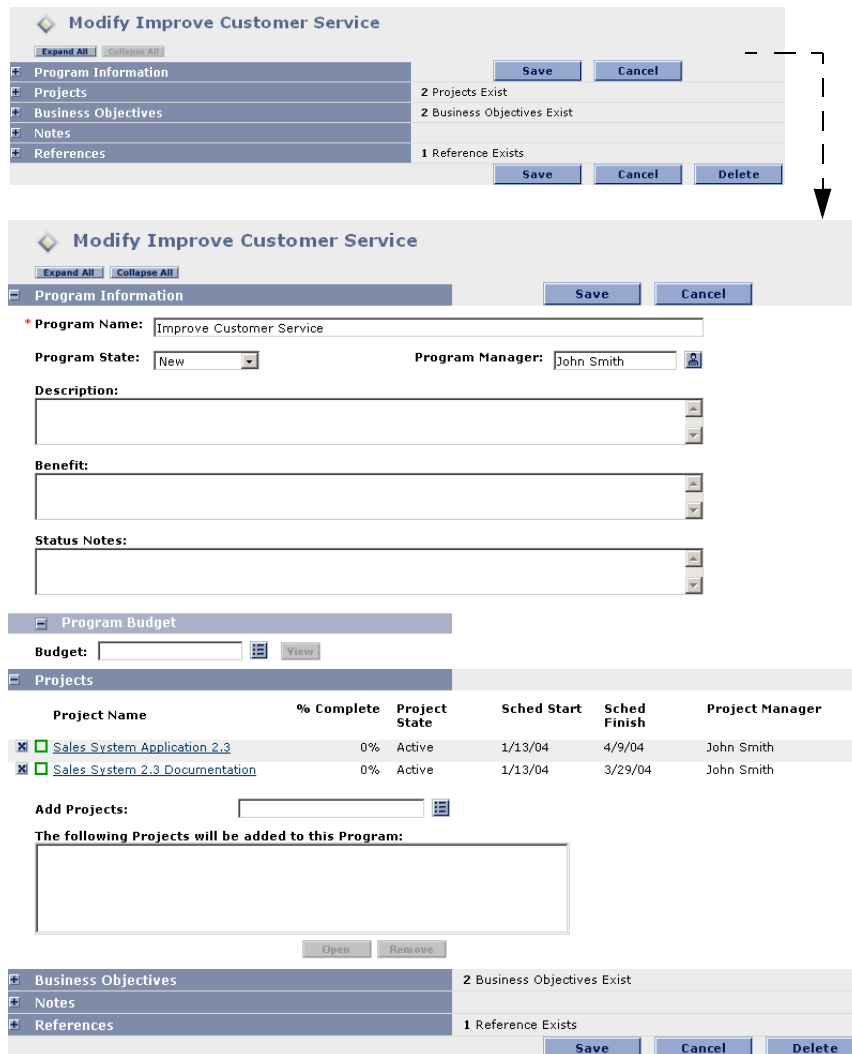 Modify Improve Customer Service
Expand All Collapse All
Program Information Save Cancel
Projects 2 Projects Exist
Business Objectives 2 Business Objectives Exist
Notes
References 1 Reference Exists
Save Cancel Delete
Modify Improve Customer Service
Expand All Collapse All
Program Information Save Cancel
* Program Name: Improve Customer Service
Program State: New Program Manager: John Smith
Description:
Benefit:
Status Notes:
Program Budget
Budget: View
Projects
Project Name % Complete Project State Sched Start Sched Finish Project Manager
Sales System Application 2.3 0% Active 1/13/04 4/9/04 John Smith
Sales System 2.3 Documentation 0% Active 1/13/04 3/29/04 John Smith
Add Projects:
The following Projects will be added to this Program:
Open Remove
Business Objectives 2 Business Objectives Exist
Notes
References 1 Reference Exists
Save Cancel Delete